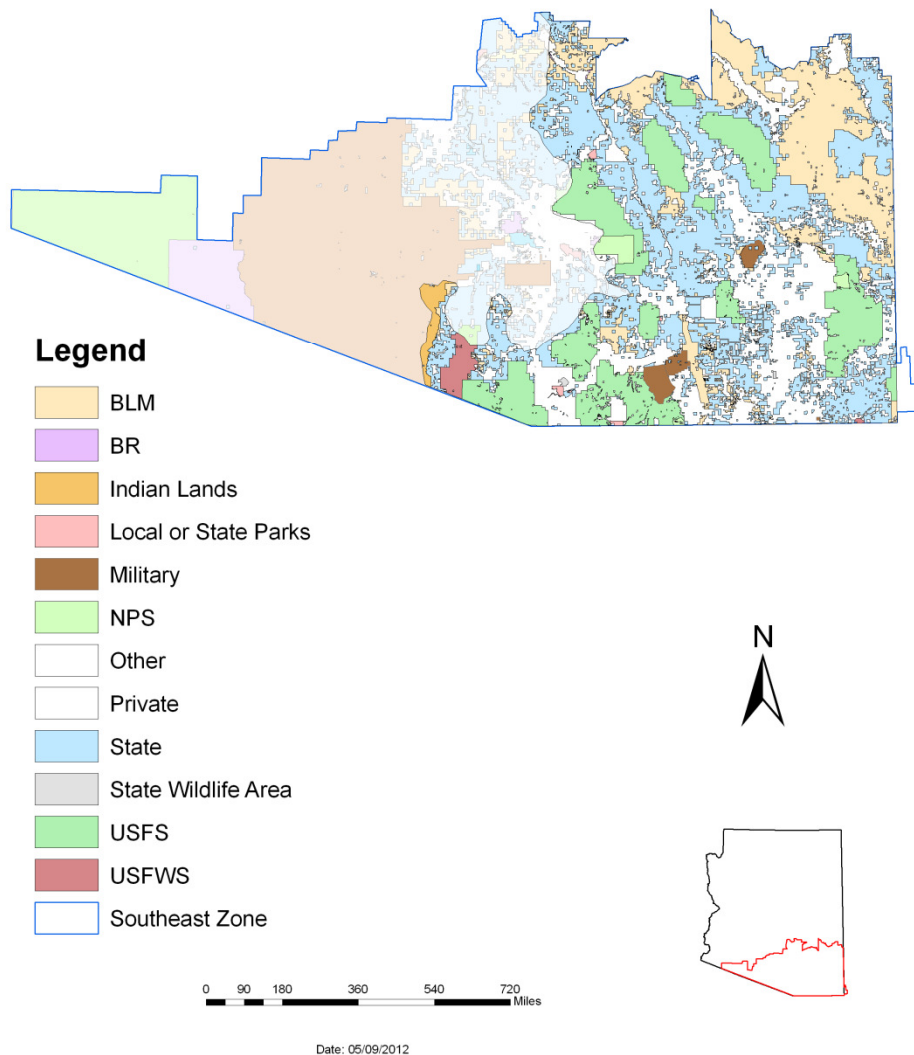 Legend
BLM
BR
Indian Lands
Local or State Parks
Military
NPS
Other
Private
State
State Wildlife Area
USFS
USFWS
Southeast Zone
N
0 90 180 360 540 720
Miles
Date: 05/09/2012